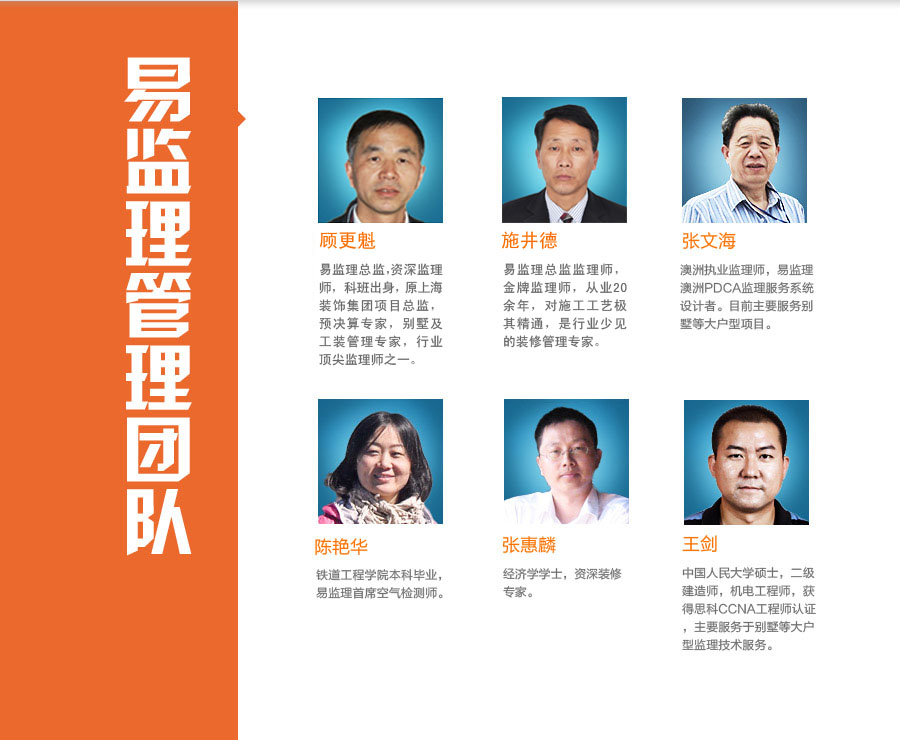 易监理管理团队
顾更魁
易监理总监,资深监理
师，科班出身，原上海
装饰集团项目总监，
预决算专家，别墅及
工装管理专家，行业
顶尖监理师之一。
施井德
易监理总监监理师，
金牌监理师，从业20
余年，对施工工艺极
其精通，是行业少见
的装修管理专家。
张文海
澳洲执业监理师，易监理
澳洲PDCA监理服务系统
设计者。目前主要服务别
墅等大户型项目。
陈艳华
铁道工程学院本科毕业，
易监理首席空气检测师。
张惠麟
经济学学士，资深装修
专家。
王剑
中国人民大学硕士，二级
建造师，机电工程师，获
得思科CCNA工程师认证
，主要服务于别墅等大户
型监理技术服务。